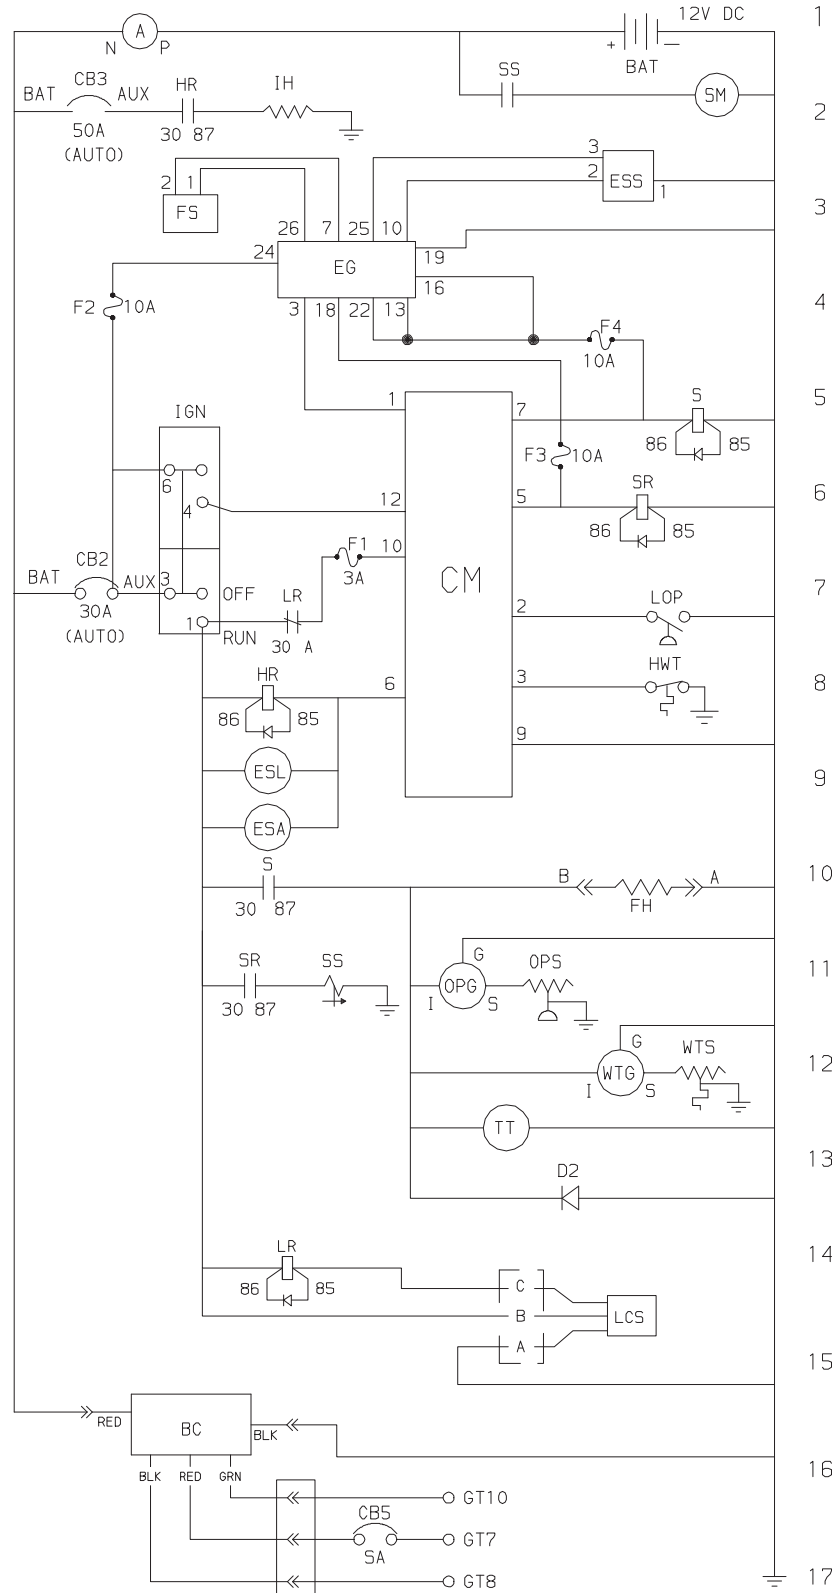 12V DC 1
A
N P
+ -
BAT
CB3 HR IH SS
BAT AUX SM
2
50A 30 87
(AUTO)
3
2 1 2 ESS 1
FS 3
26 7 25 10
24 19
EG
16
F2 10A 3 18 22 13 4
F4
10A
5
IGN 1 7 S
86 85
F3 10A
6 SR
4 12 5 6
86 85
F1 10
3A
CM
CB2
BAT AUX 3 OFF LOP 7
30A LR 2
(AUTO) 1 RUN 30 A
HWT
HR 6 3 8
86 85
9
ESL 9
ESA
S B A 10
30 87 FH
G
SR SS OPS 11
OPG
30 87 I S
G
WTS
WTG 12
I S
TT
13
D2
LR 14
86 85 C
B LCS
A 15
RED BC BLK
BLK RED GRN 16
GT10
CB5
GT7
5A
GT8 17